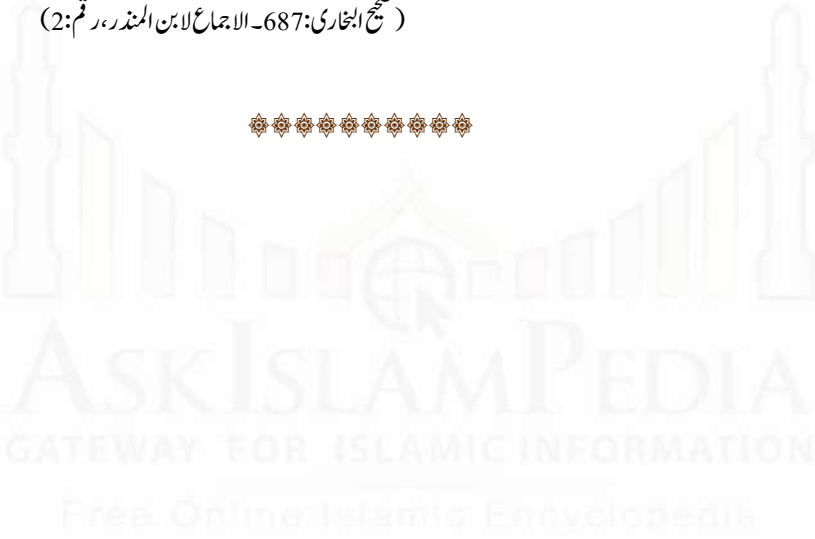 (صحیح البخاری:687۔ الاجماع لابن المنذر، رقم:2)
ASKISLAMPEDIA
GATEWAY FOR ISLAMIC INFORMATION
Free Online Islamic Encyclopedia